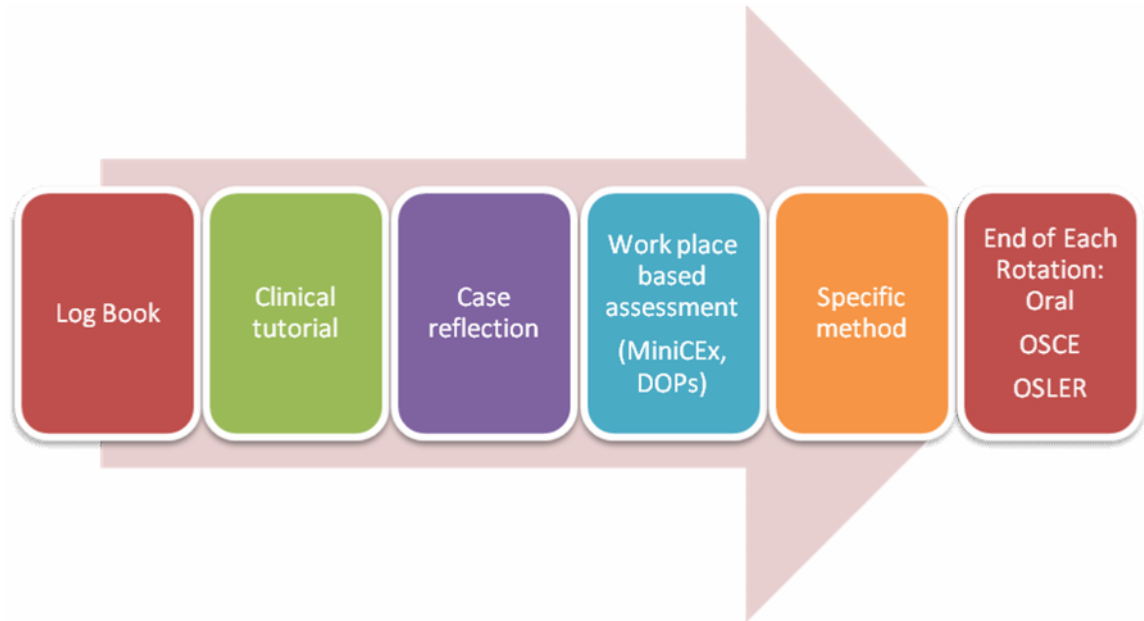 Log Book
Clinical
tutorial
Case
reflection
Work place
based
assessment
(MiniCEx,
DOPs)
Specific
method
End of Each
Rotation:
Oral
OSCE
OSLER